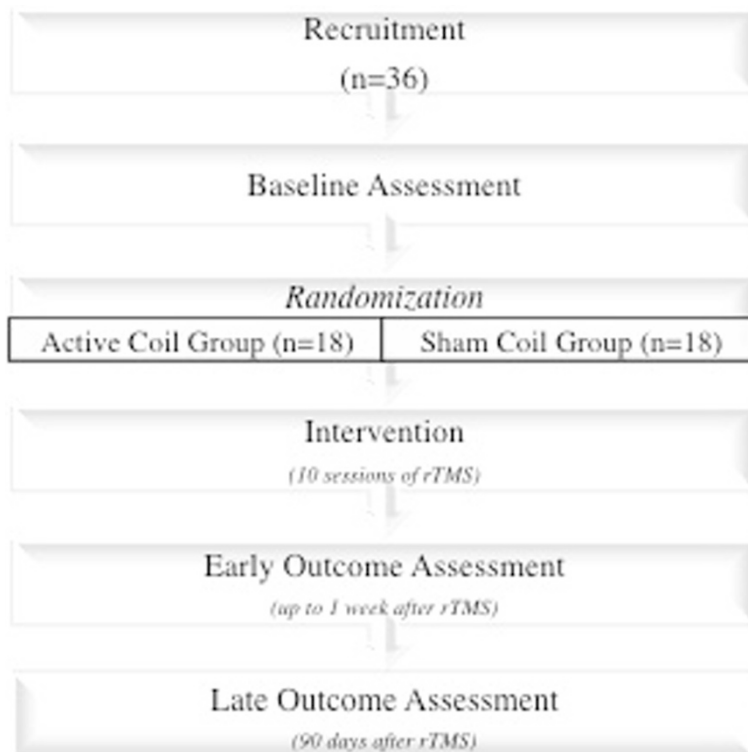 Recruitment
(n=36)
Baseline Assessment
Randomization
Active Coil Group (n=18) Sham Coil Group (n=18)
Intervention
(10 sessions of rTMS)
Early Outcome Assessment
(up to 1 week after rTMS)
Late Outcome Assessment
(90 days after rTMS)